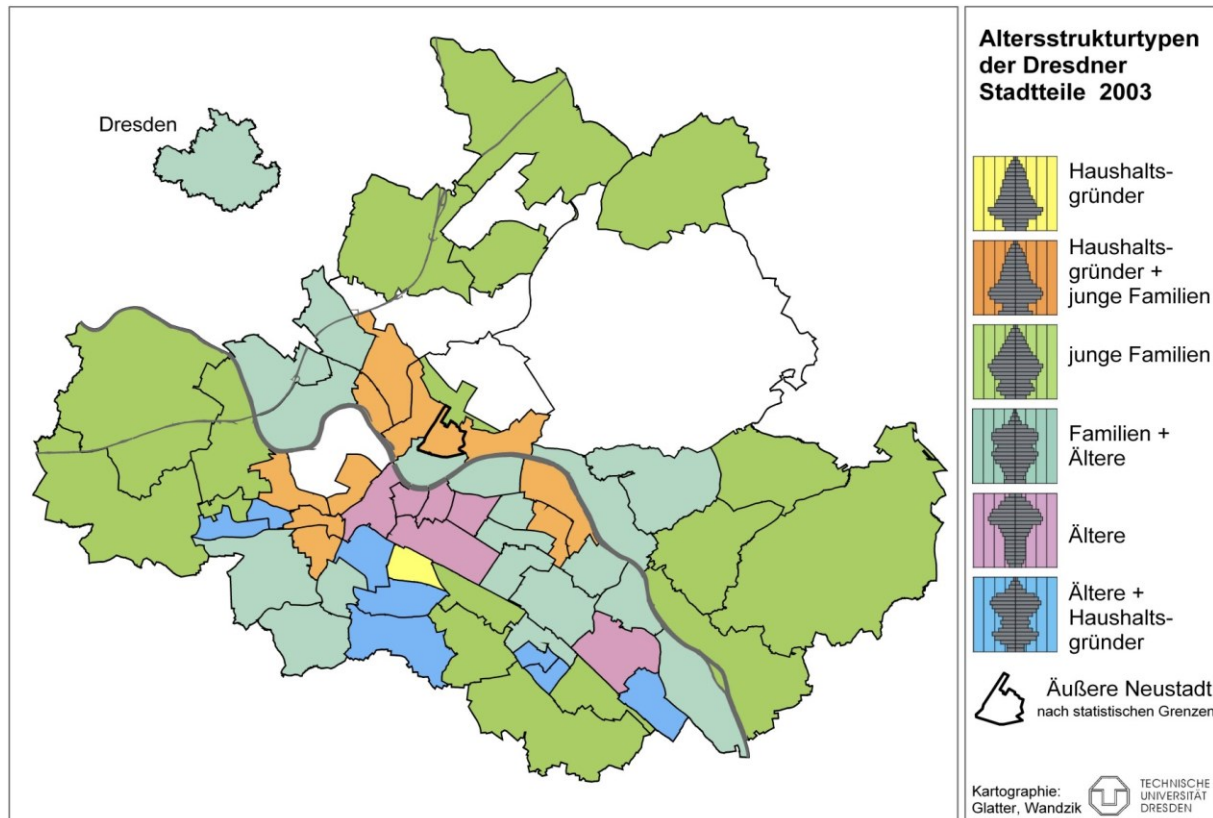 Dresden
Altersstrukturtypen
der Dresdner
Stadtteile 2003
Haushalts-
gründer
Haushalts-
gründer +
junge Familien
junge Familien
Familien +
Ältere
Ältere
Ältere +
Haushalts-
gründer
Äußere Neustadt
nach statistischen Grenzen
Kartographie:
Glatter, Wandzik
TECHNISCHE
UNIVERSITÄT
DRESDEN